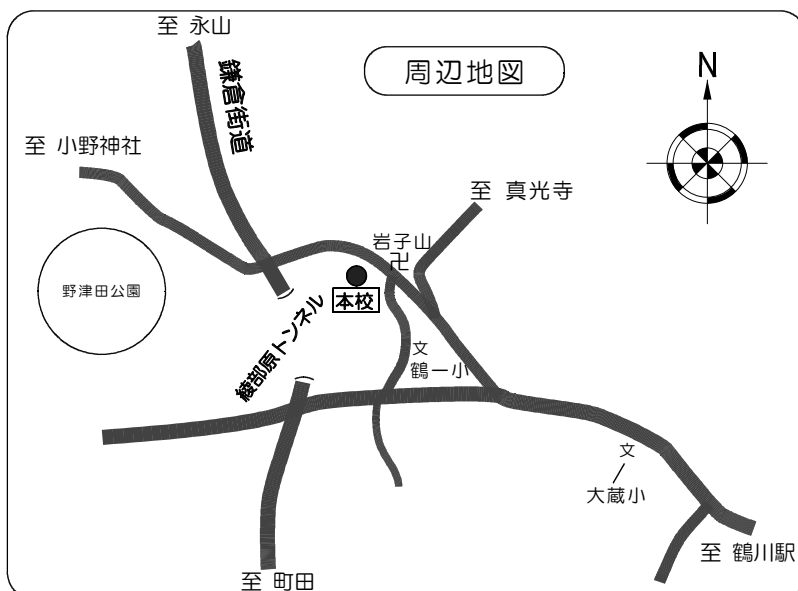 至 永山
周辺地図
N
鎌倉街道
至 小野神社
至 真光寺
岩子山
卍
野津田公園
本校
綾部原トンネル
文
鶴一小
文
大蔵小
至 鶴川駅
至 町田